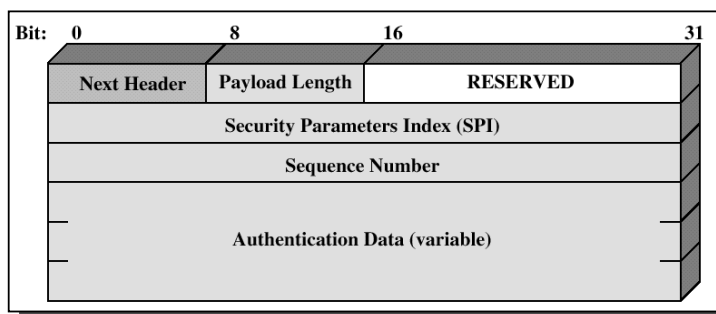 Bit: 0 8 16 31
Next Header Payload Length RESERVED
Security Parameters Index (SPI)
Sequence Number
Authentication Data (variable)